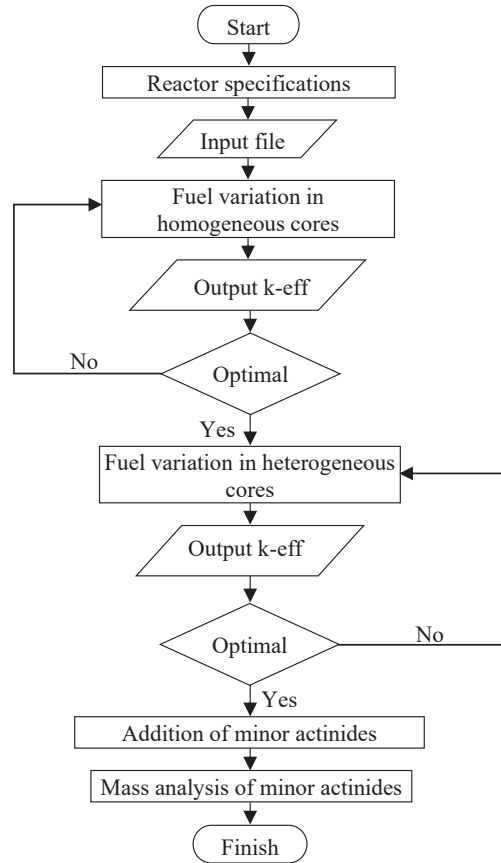 Start
Reactor specifications
Input file
Fuel variation in
homogeneous cores
Output k-eff
No
Optimal
Yes
Fuel variation in heterogeneous
cores
Output k-eff
Optimal
No
Yes
Addition of minor actinides
Mass analysis of minor actinides
Finish